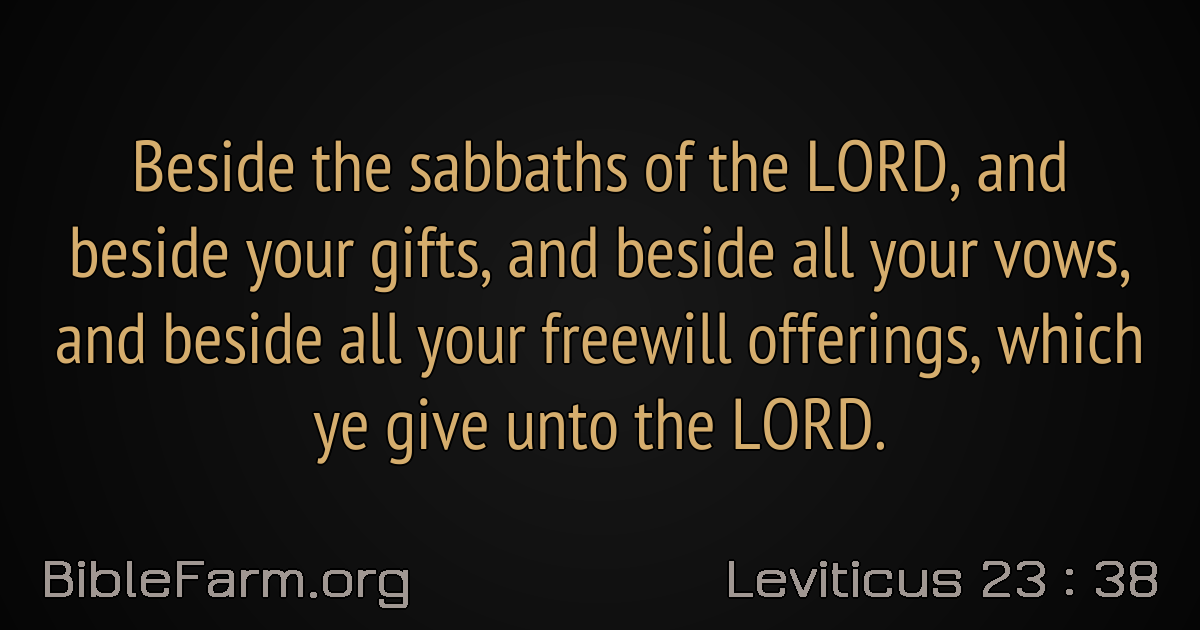 Beside the sabbaths of the LORD, and
beside your gifts, and beside all your vows,
and beside all your freewill offerings, which
ye give unto the LORD.
BibleFarm.org
Leviticus 23 : 38